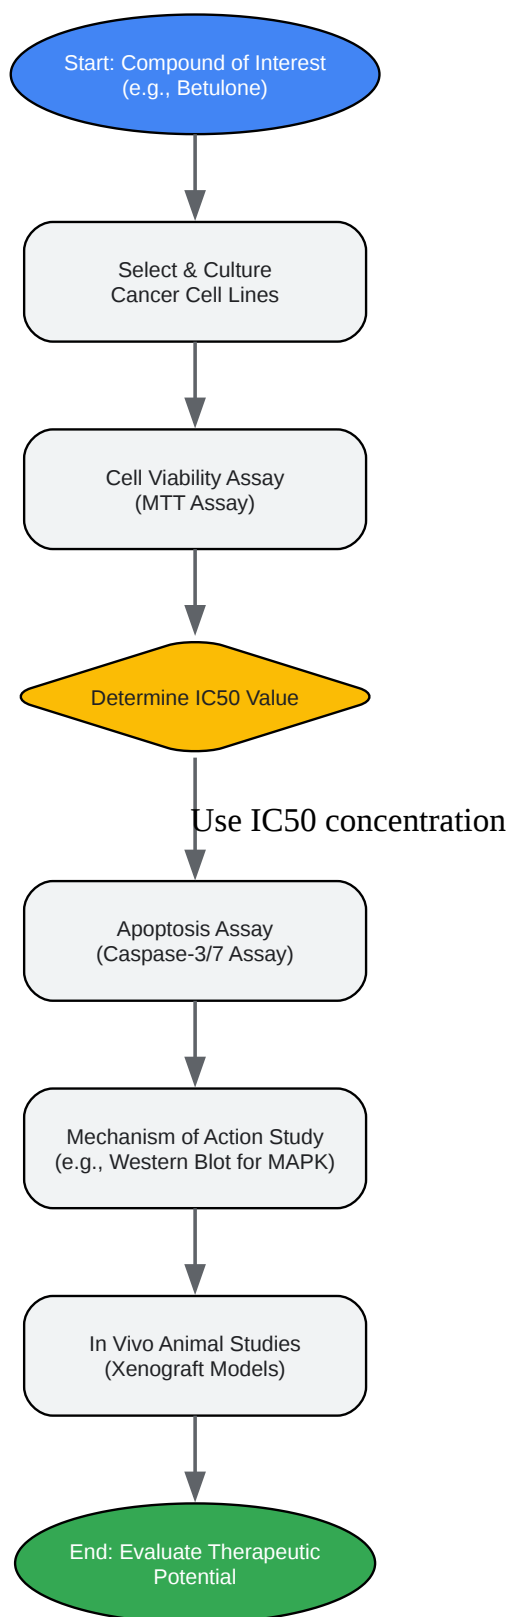 Start: Compound of Interest
(e.g., Betulone)
Select & Culture
Cancer Cell Lines
Cell Viability Assay
(MTT Assay)
Determine IC50 Value
Use IC50 concentration
Apoptosis Assay
(Caspase-3/7 Assay)
Mechanism of Action Study
(e.g., Western Blot for MAPK)
In Vivo Animal Studies
(Xenograft Models)
End: Evaluate Therapeutic
Potential